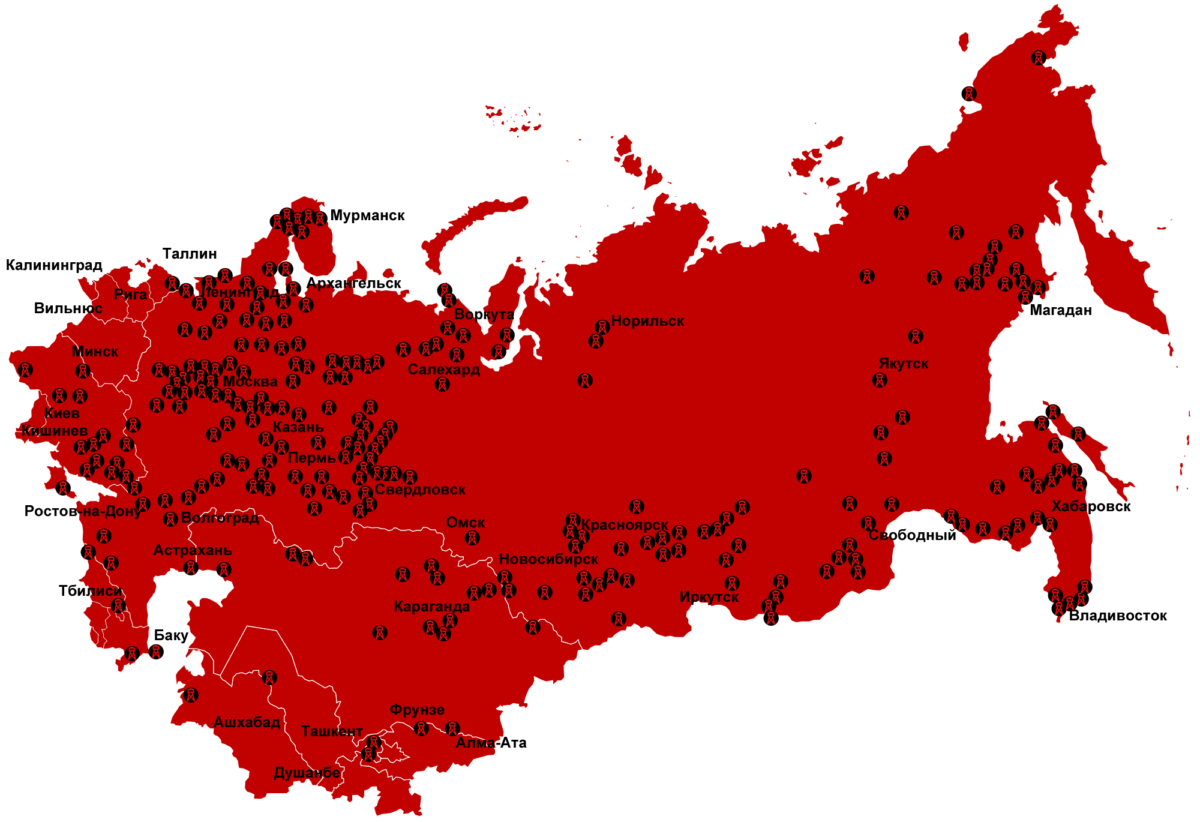 Мурманск
Таллин
Калининград
Архангельск
Рига
Ленинград
Вильнюс
Воркута
Магадан
Норильск
Минск
Якутск
Салехард
Москва
Киев
Казань
Кишинев
Пермь
Свердловск
Хабаровск
Ростов-на-Дону
Волгоград
Омск
Красноярск
Свободный
Астрахань
Новосибирск
Тбилиси
Иркутск
Караганда
Владивосток
Баку
Фрунзе
Ашхабад
Ташкент
Алма-Ата
Душанбе